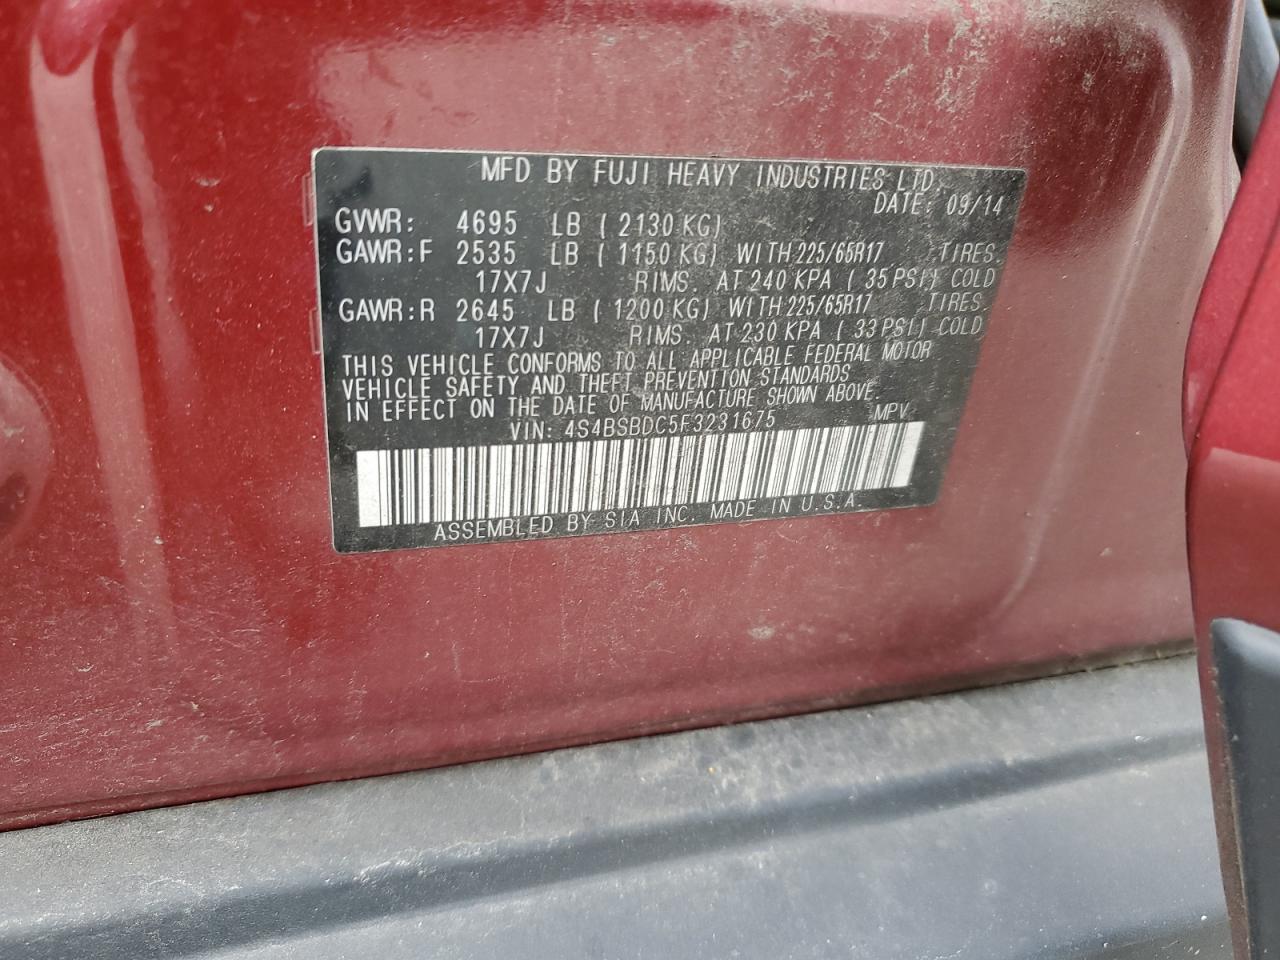 MFD BY FUJI HEAVY INDUSTRIES LTD.
DATE: 09/14
GVWR: 4695 LB ( 2130 KG)
GAWR:F 2535 LB ( 1150 KG) WITH 225/65R17 TIRES.
17X7J RIMS. AT 240 KPA ( 35 PSI) COLD
GAWR:R 2645 LB ( 1200 KG) WITH 225/65R17 TIRES.
17X7J RIMS. AT 230 KPA ( 33 PSI) COLD
THIS VEHICLE CONFORMS TO ALL APPLICABLE FEDERAL MOTOR
VEHICLE SAFETY AND THEFT PREVENTION STANDARDS
IN EFFECT ON THE DATE OF MANUFACTURE SHOWN ABOVE.
VIN: 4S4BSBDC5F3231675 MPV
ASSEMBLED BY SIA INC. MADE IN U.S.A.